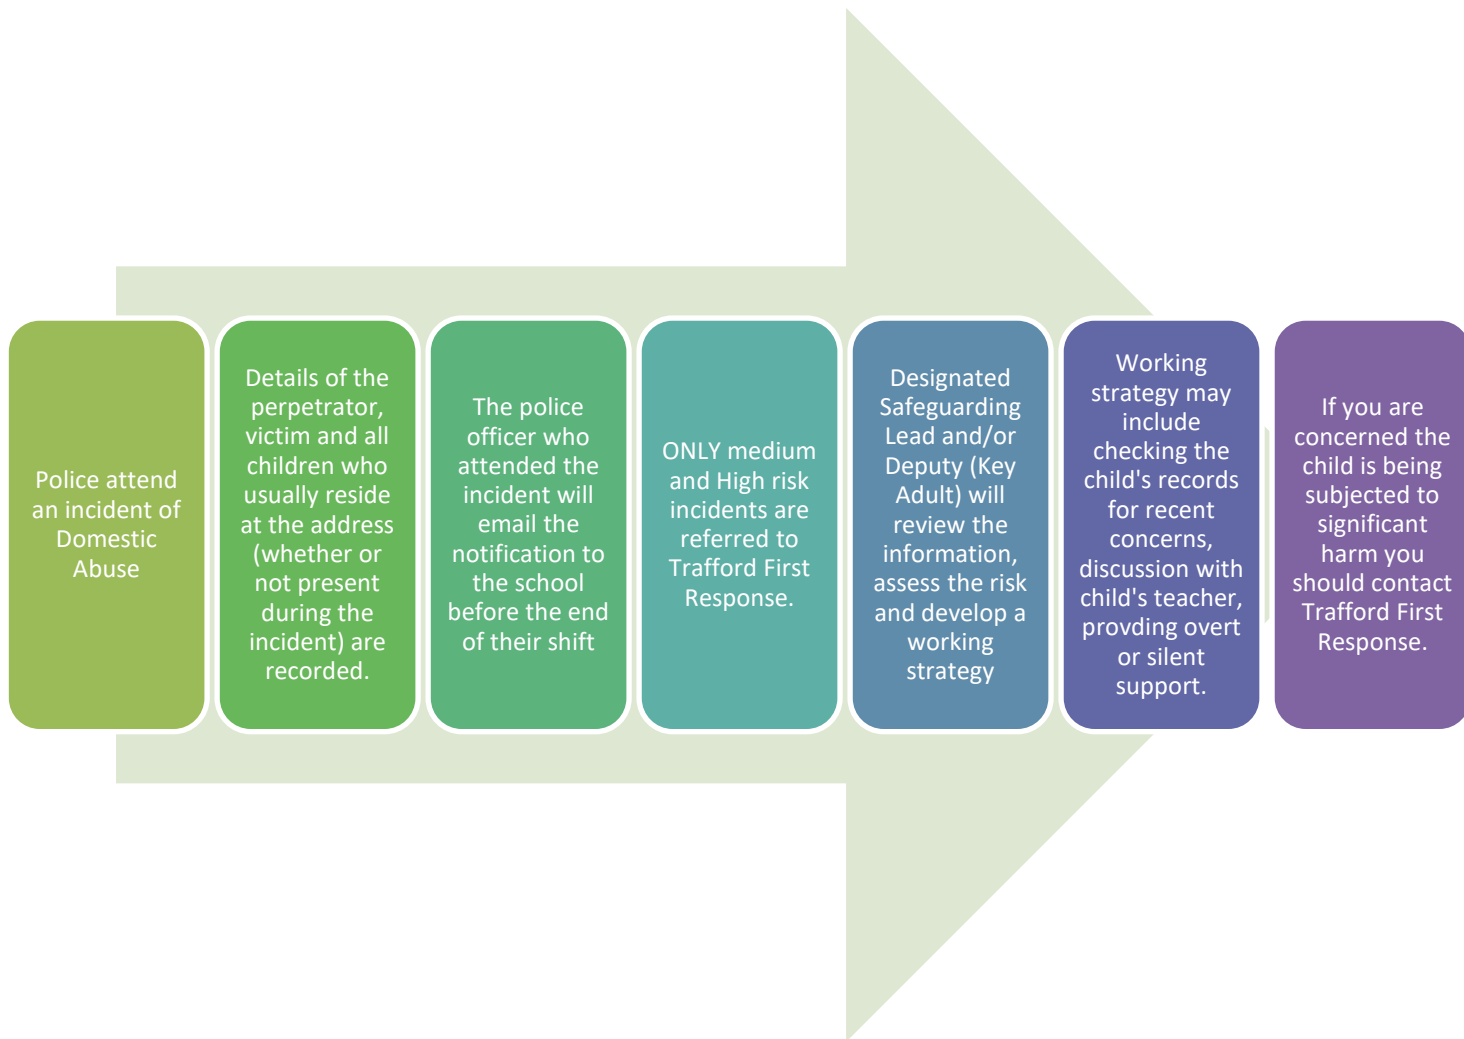 Police attend
an incident of
Domestic
Abuse
Details of the
perpetrator,
victim and all
children who
usually reside
at the address
(whether or
not present
during the
incident) are
recorded.
The police
officer who
attended the
incident will
email the
notification to
the school
before the end
of their shift
ONLY medium
and High risk
incidents are
referred to
Trafford First
Response.
Designated
Safeguarding
Lead and/or
Deputy (Key
Adult) will
review the
information,
assess the risk
and develop a
working
strategy
Working
strategy may
include
checking the
child's records
for recent
concerns,
discussion with
child's teacher,
provding overt
or silent
support.
If you are
concerned the
child is being
subjected to
significant
harm you
should contact
Trafford First
Response.